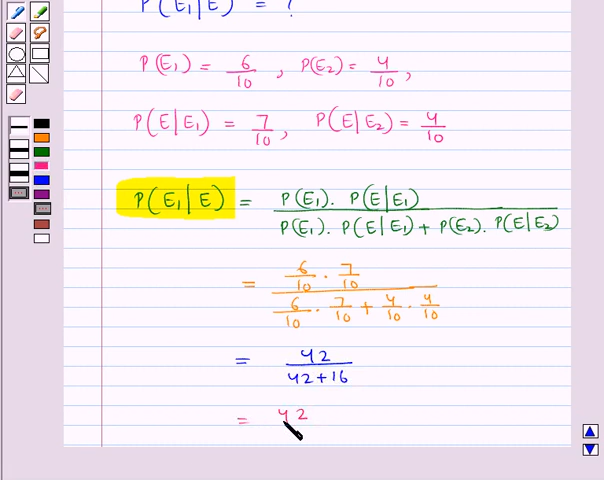 P(E₁|E) = ?
P(E₁) = 6/10 , P(E₂) = 4/10 ,
P(E|E₁) = 7/10 , P(E|E₂) = 4/10
P(E₁|E) = P(E₁). P(E|E₁) / P(E₁). P(E|E₁) + P(E₂). P(E|E₂)
= 6/10 . 7/10 / 6/10 . 7/10 + 4/10 . 4/10
= 42 / 42+16
= 42